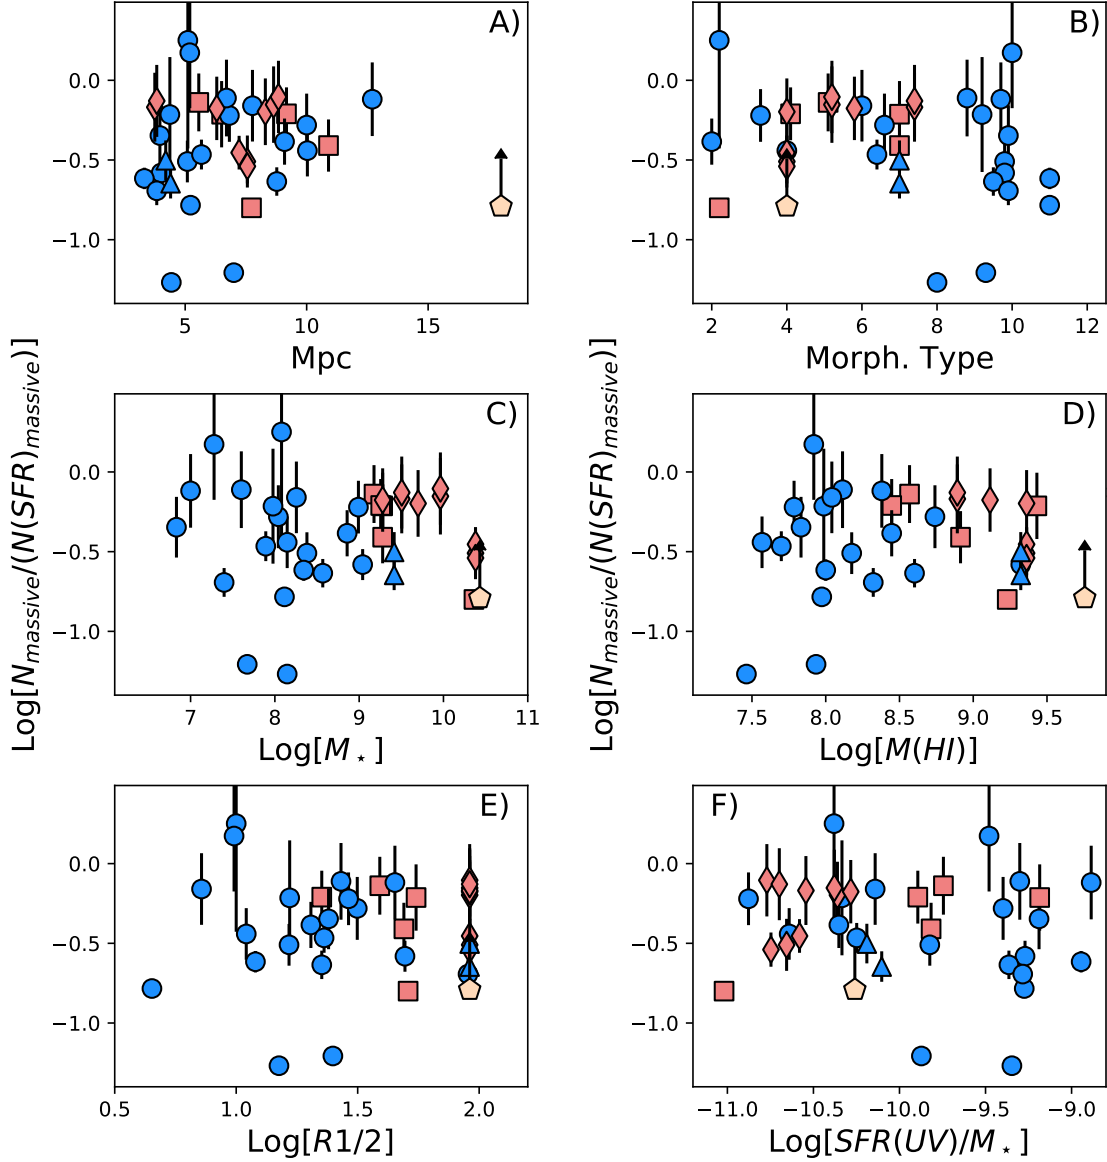 A)
0.0
−0.5
−1.0
5 10 15
Mpc
B)
0.0
−0.5
−1.0
2 4 6 8 10 12
Morph. Type
Log[N_massive/(N(SFR)_massive)]
Log[N_massive/(N(SFR)_massive)]
C)
0.0
−0.5
−1.0
7 8 9 10 11
Log[M⋆]
D)
0.0
−0.5
−1.0
7.5 8.0 8.5 9.0 9.5
Log[M(HI)]
E)
0.0
−0.5
−1.0
0.5 1.0 1.5 2.0
Log[R1/2]
F)
0.0
−0.5
−1.0
−11.0 −10.5 −10.0 −9.5 −9.0
Log[SFR(UV)/M⋆]